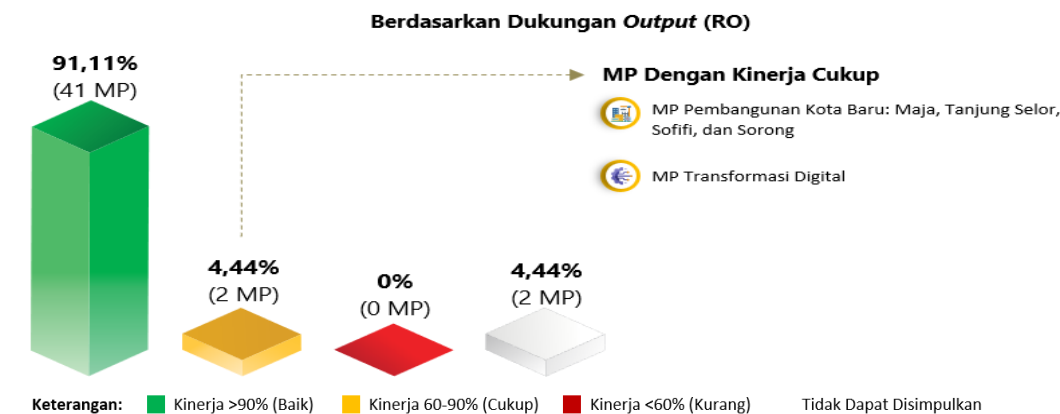 Berdasarkan Dukungan Output (RO)
91,11%
(41 MP)
MP Dengan Kinerja Cukup
MP Pembangunan Kota Baru: Maja, Tanjung Selor,
Sofifi, dan Sorong
MP Transformasi Digital
4,44%
(2 MP)
0%
(0 MP)
4,44%
(2 MP)
Keterangan: Kinerja >90% (Baik) Kinerja 60-90% (Cukup) Kinerja <60% (Kurang) Tidak Dapat Disimpulkan